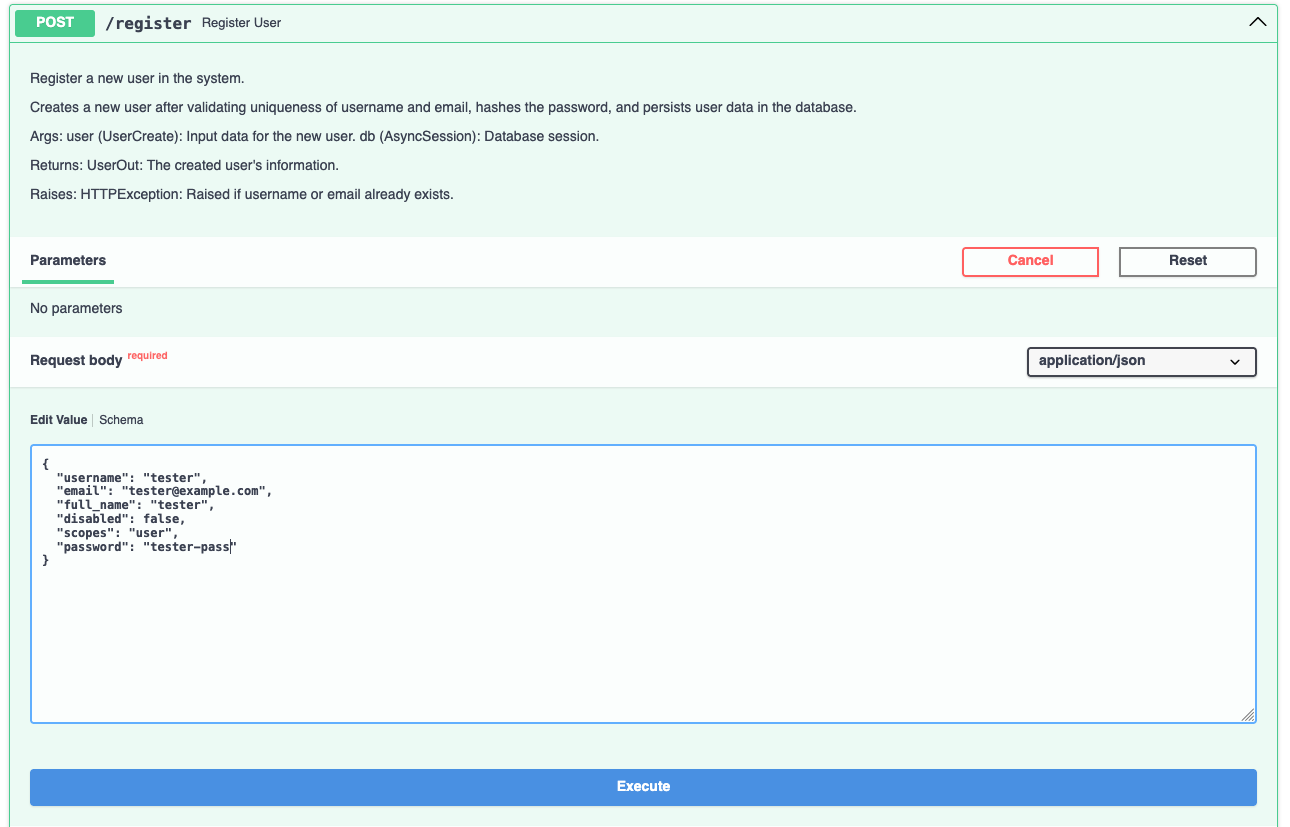 POST /register Register User
Register a new user in the system.
Creates a new user after validating uniqueness of username and email, hashes the password, and persists user data in the database.
Args: user (UserCreate): Input data for the new user. db (AsyncSession): Database session.
Returns: UserOut: The created user's information.
Raises: HTTPException: Raised if username or email already exists.
Parameters Cancel Reset
No parameters
Request body required application/json
Edit Value Schema
{
  "username": "tester",
  "email": "tester@example.com",
  "full_name": "tester",
  "disabled": false,
  "scopes": "user",
  "password": "tester-pass"
}
Execute